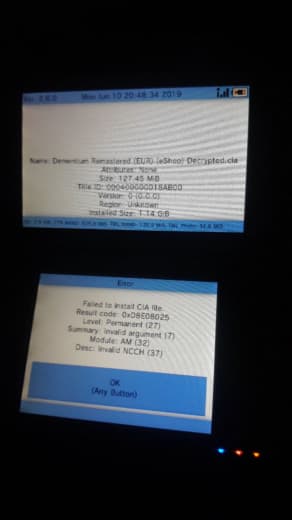 Mon Jun 10 20:48:34 2019
Name: Dementium Remastered (EUR) (eShop) Decrypted.cia
Attributes: None
Size: 127.45 MiB
Title ID: 000400000018AB00
Version: 0 (0.0.0)
Region: Unknown
Installed Size: 1.14 GiB
Error
Failed to install CIA file.
Result code: 0xD8E08025
Level: Permanent (27)
Summary: Invalid argument (7)
Module: AM (32)
Desc: Invalid NCCH (37)
OK
(Any Button)